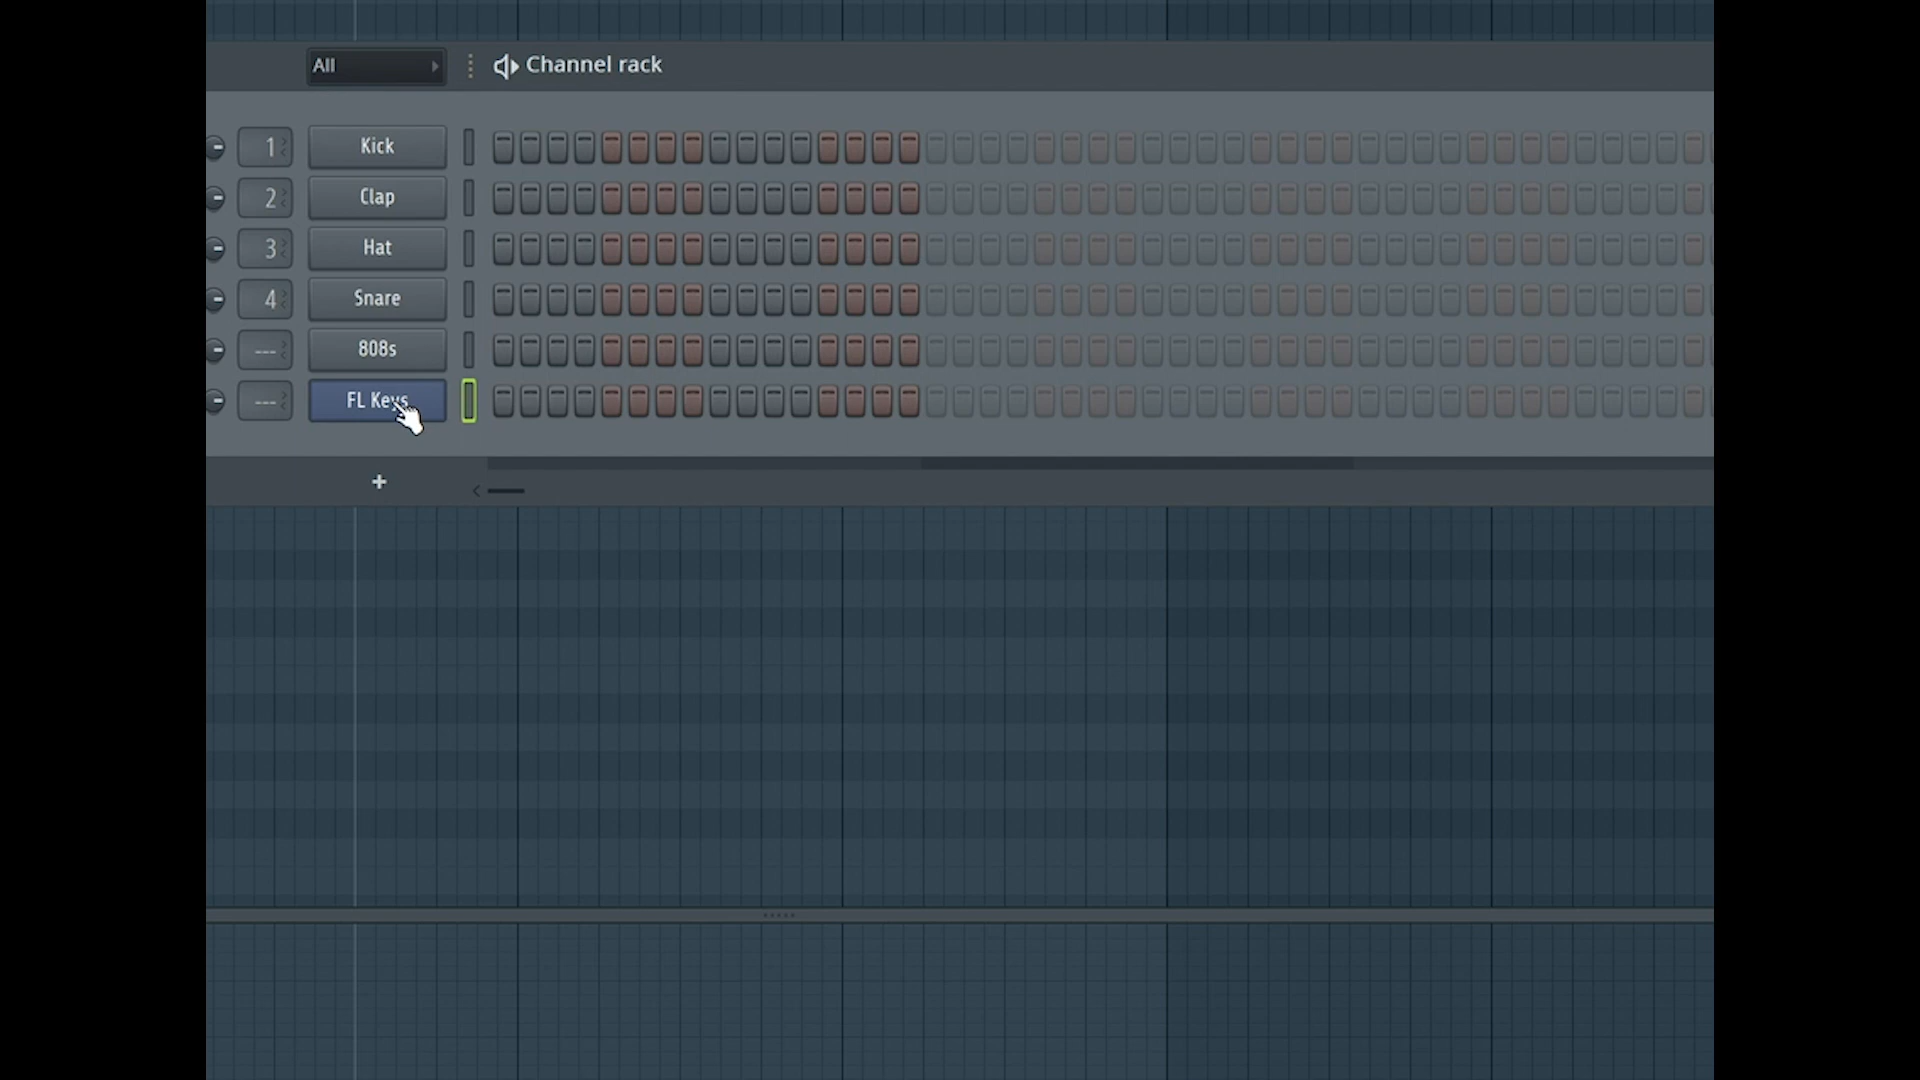 All Channel rack
1 Kick
2 Clap
3 Hat
4 Snare
--- 808s
--- FL Keys
+